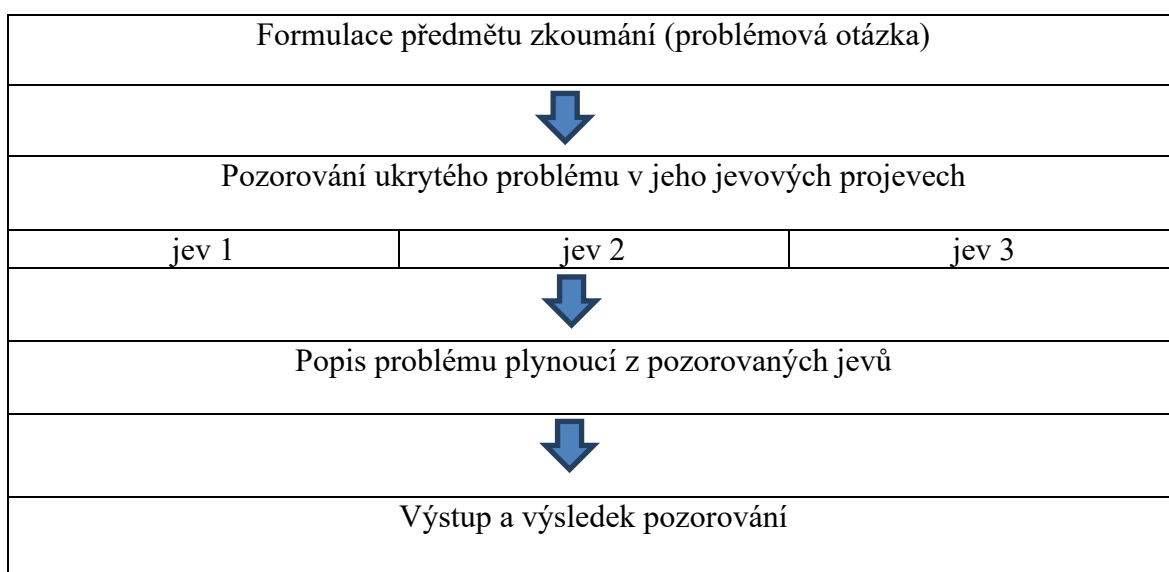 Formulace předmětu zkoumání (problémová otázka)
Pozorování ukrytého problému v jeho jevových projevech
jev 1 jev 2 jev 3
Popis problému plynoucí z pozorovaných jevů
Výstup a výsledek pozorování